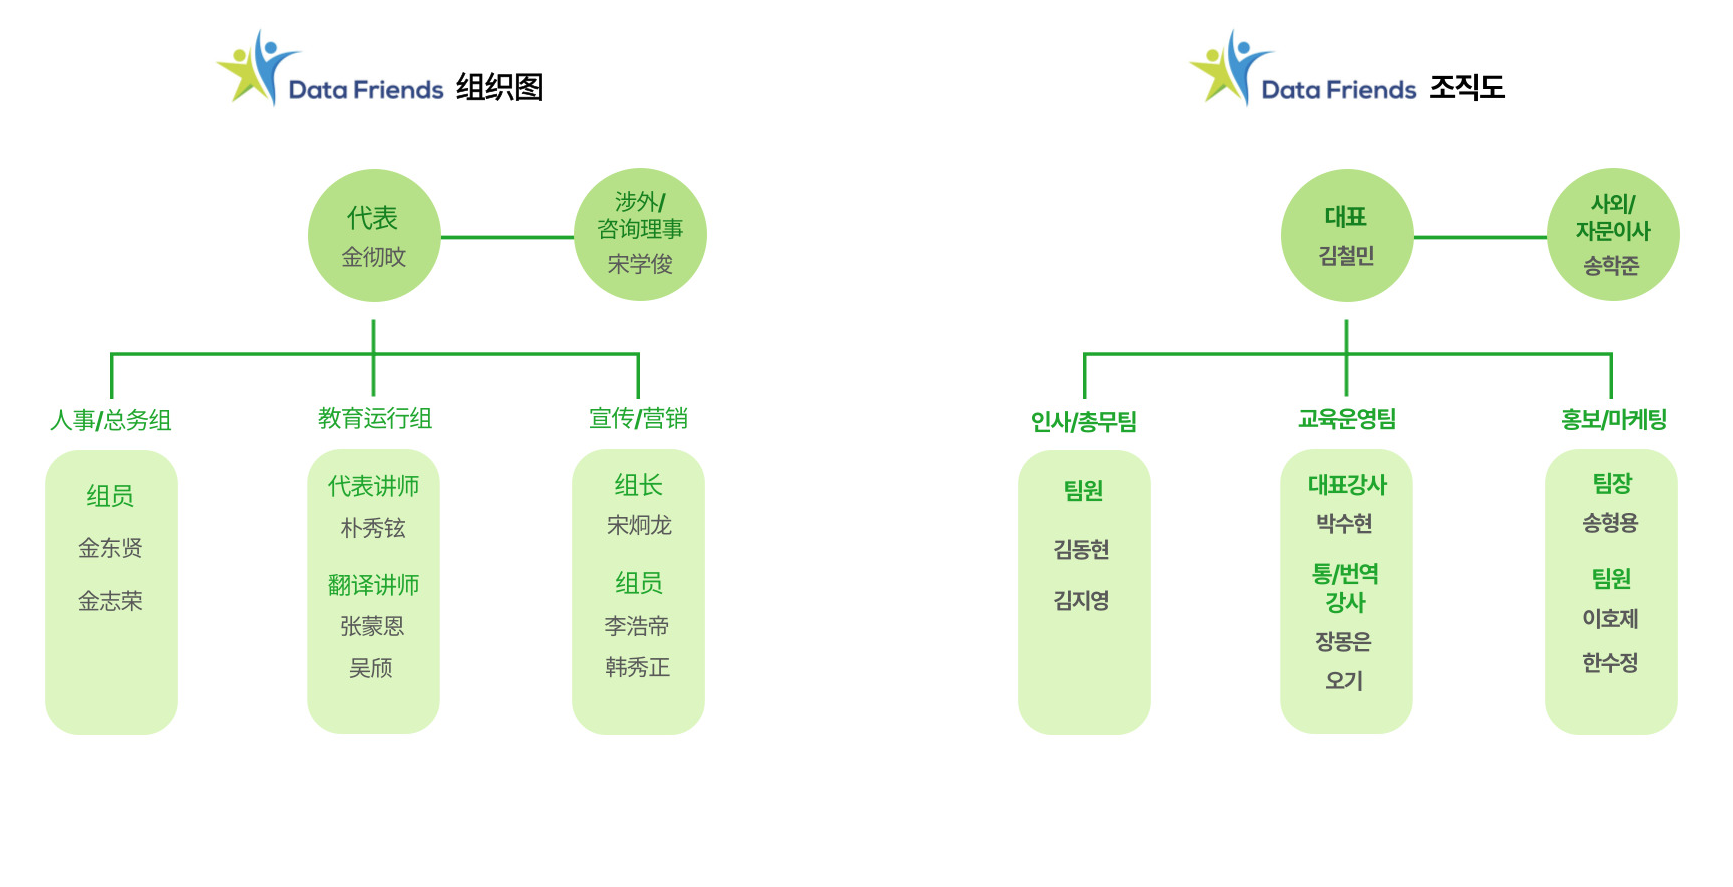 Data Friends 组织图
代表
金彻旼
涉外/
咨询理事
宋学俊
人事/总务组
组员
金东贤
金志荣
教育运行组
代表讲师
朴秀铉
翻译讲师
张蒙恩
吴颀
宣传/营销
组长
宋炯龙
组员
李浩帝
韩秀正
Data Friends 조직도
대표
김철민
사외/
자문이사
송학준
인사/총무팀
팀원
김동현
김지영
교육운영팀
대표강사
박수현
통/번역
강사
장몽은
오기
홍보/마케팅
팀장
송형용
팀원
이호제
한수정